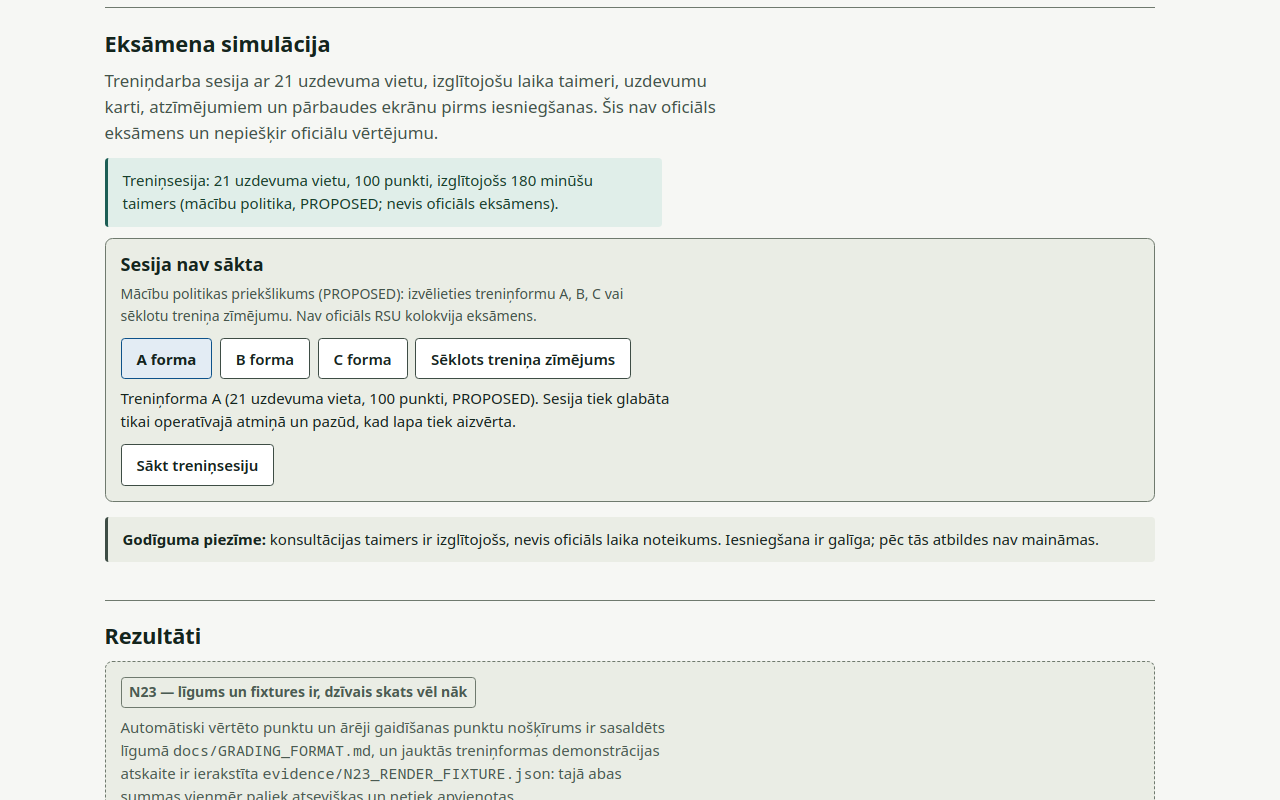 Eksāmena simulācija
Treniņdarba sesija ar 21 uzdevuma vietu, izglītojošu laika taimeri, uzdevumu
karti, atzīmējumiem un pārbaudes ekrānu pirms iesniegšanas. Šis nav oficiāls
eksāmens un nepiešķir oficiālu vērtējumu.
Treniņsesija: 21 uzdevuma vietu, 100 punkti, izglītojošs 180 minūšu
taimers (mācību politika, PROPOSED; nevis oficiāls eksāmens).
Sesija nav sākta
Mācību politikas priekšlikums (PROPOSED): izvēlieties treniņformu A, B, C vai
sēklotu treniņa zīmējumu. Nav oficiāls RSU kolokvija eksāmens.
A forma B forma C forma Sēklots treniņa zīmējums
Treniņforma A (21 uzdevuma vieta, 100 punkti, PROPOSED). Sesija tiek glabāta
tikai operatīvajā atmiņā un pazūd, kad lapa tiek aizvērta.
Sākt treniņsesiju
Godīguma piezīme: konsultācijas taimers ir izglītojošs, nevis oficiāls laika noteikums. Iesniegšana ir galīga; pēc tās atbildes nav maināmas.
Rezultāti
N23 — līgums un fixtures ir, dzīvais skats vēl nāk
Automātiski vērtēto punktu un ārēji gaidīšanas punktu nošķīrums ir sasaldēts
līgumā docs/GRADING_FORMAT.md, un jauktās treniņformas demonstrācijas
atskaite ir ierakstīta evidence/N23_RENDER_FIXTURE.json: tajā abas
summas vienmēr paliek atsevišķas un netiek apvienotas.